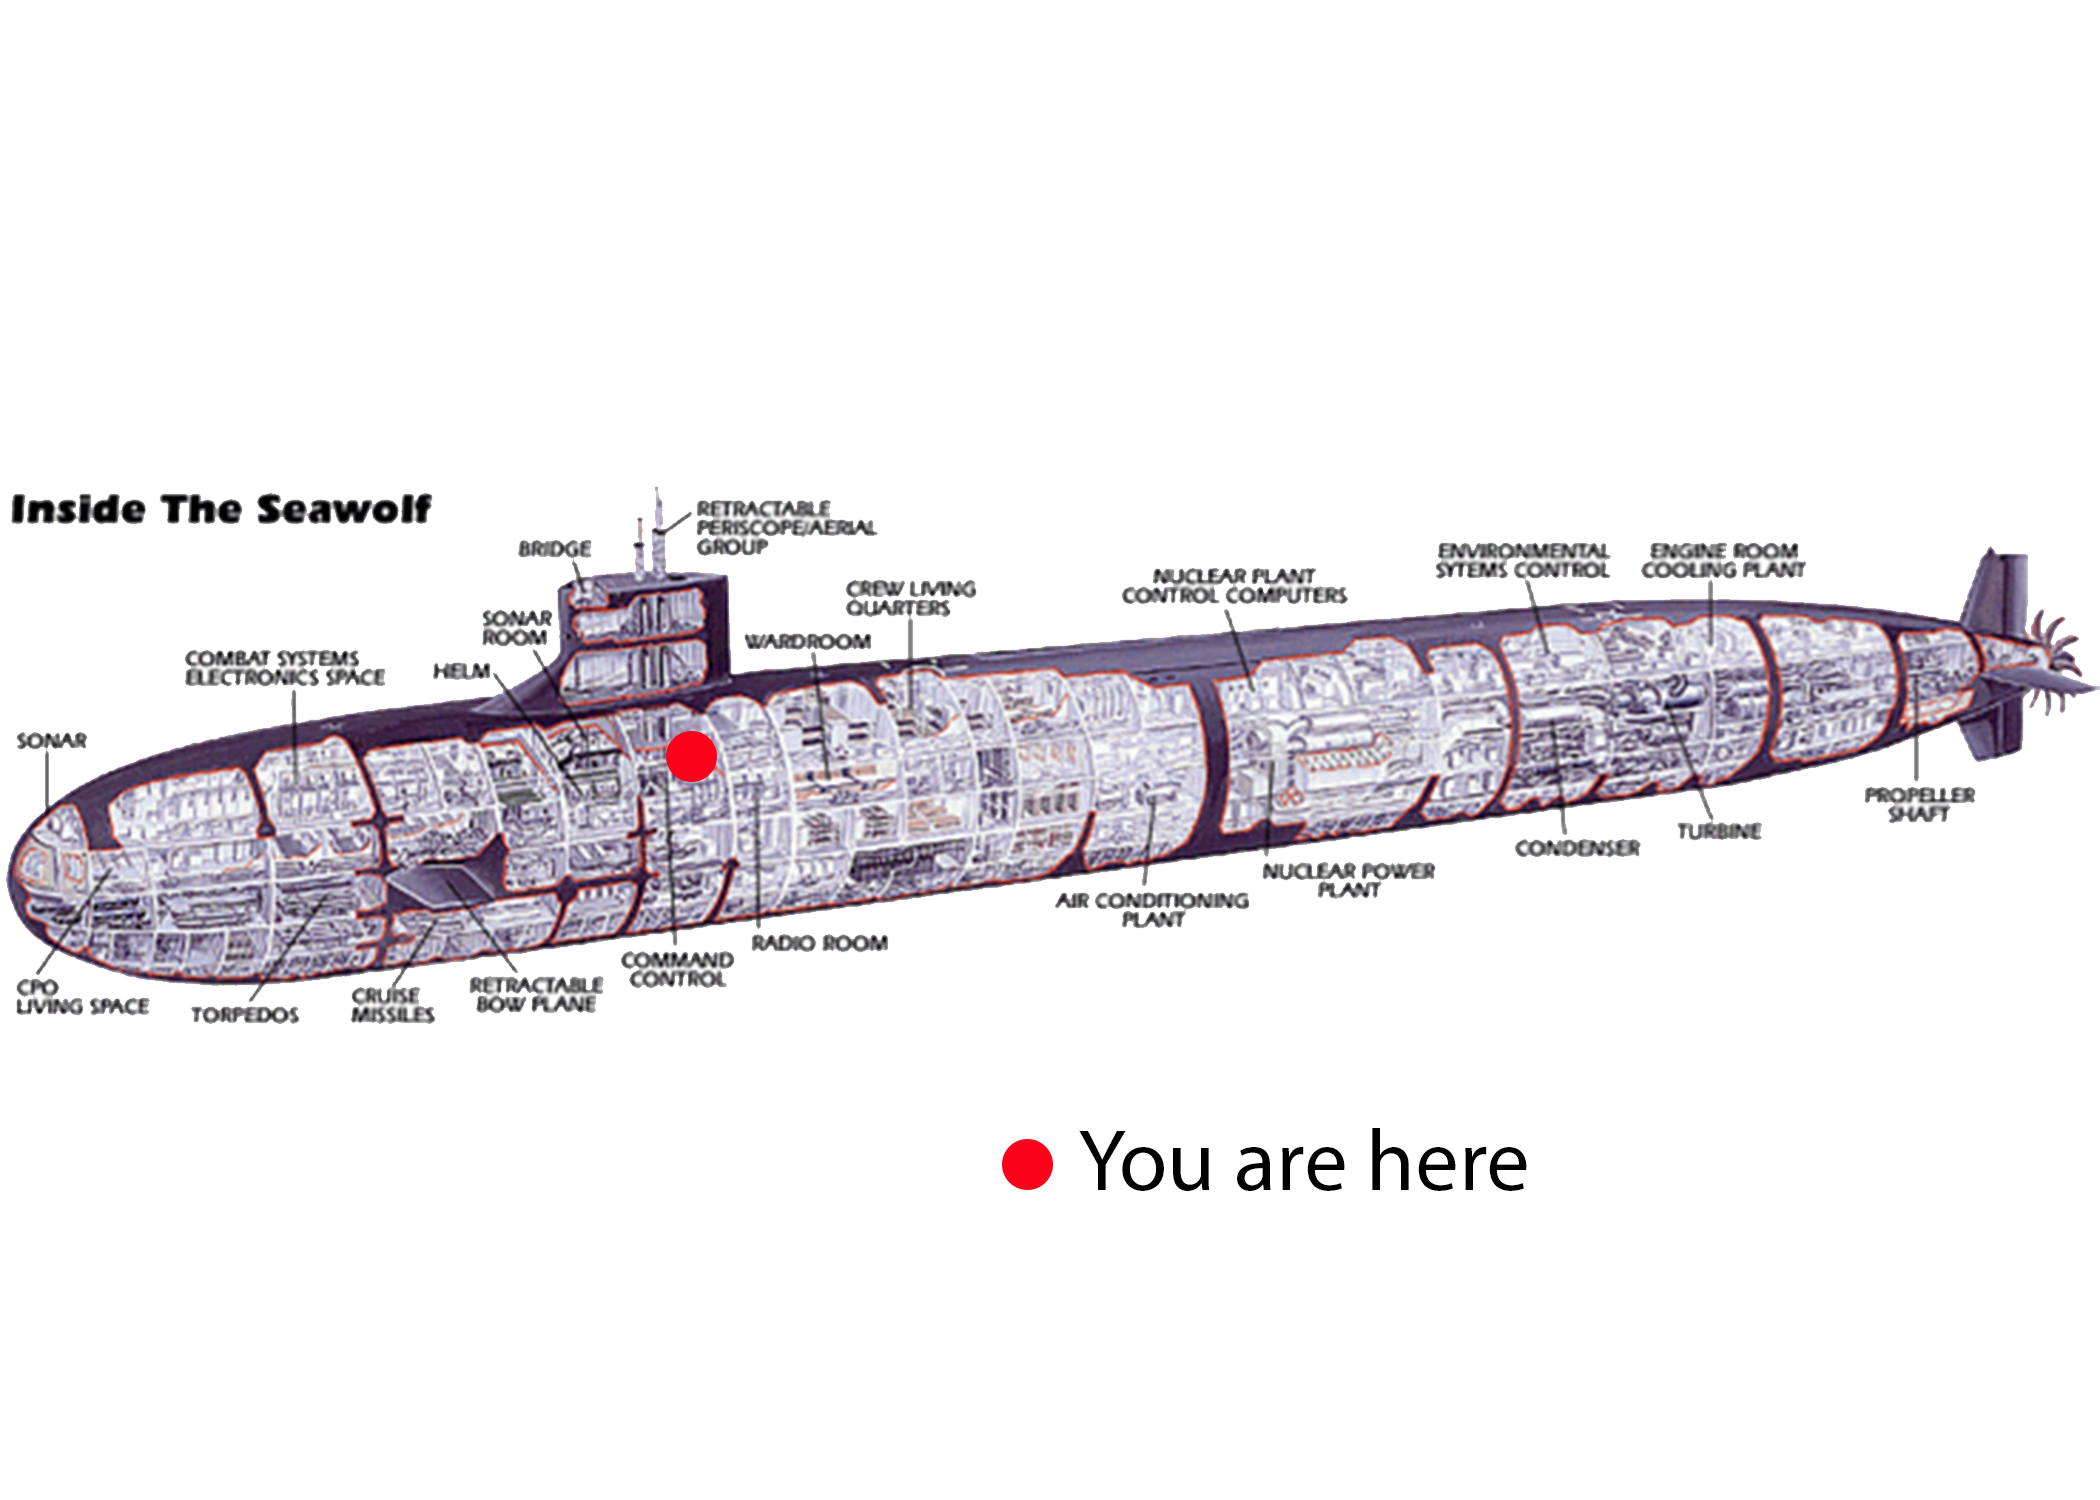 Inside The Seawolf
RETRACTABLE
PERISCOPE/AERIAL
GROUP
BRIDGE
SONAR
ROOM
HELM
COMBAT SYSTEMS
ELECTRONICS SPACE
SONAR
WARDROOM
CREW LIVING
QUARTERS
NUCLEAR PLANT
CONTROL COMPUTERS
ENVIRONMENTAL
SYTEMS CONTROL
ENGINE ROOM
COOLING PLANT
CPO
LIVING SPACE
TORPEDOS
CRUISE
MISSILES
RETRACTABLE
BOW PLANE
COMMAND
CONTROL
RADIO ROOM
AIR CONDITIONING
PLANT
NUCLEAR POWER
PLANT
CONDENSER
TURBINE
PROPELLER
SHAFT
You are here